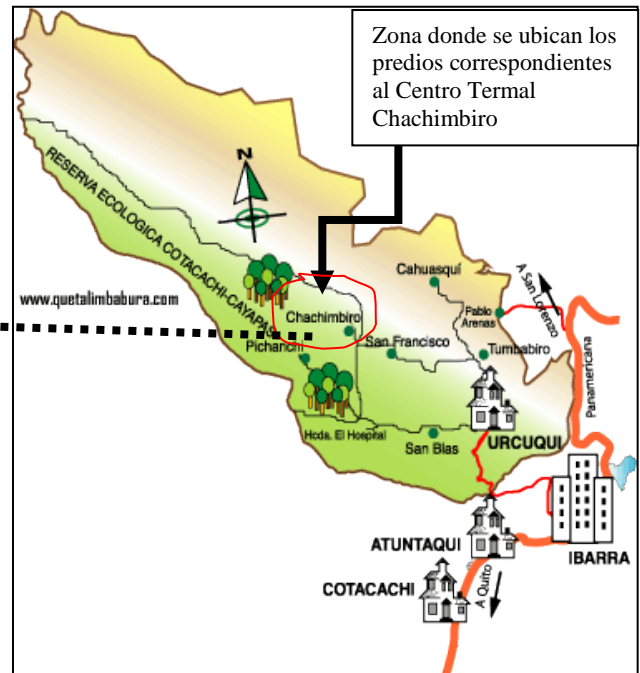 Zona donde se ubican los
predios correspondientes
al Centro Termal
Chachimbiro
N
RESERVA ECOLOGICA COTACACHI-CAYAPAS
www.quetalimbabura.com
Cahuasquí
A San Lorenzo
Pablo
Arenas
Chachimbiro
San Francisco
Tumbabiro
Panamericana
Pichanchi
URCUQUI
Hcda. El Hospital
San Blas
ATUNTAQUI
IBARRA
COTACACHI
A Quito